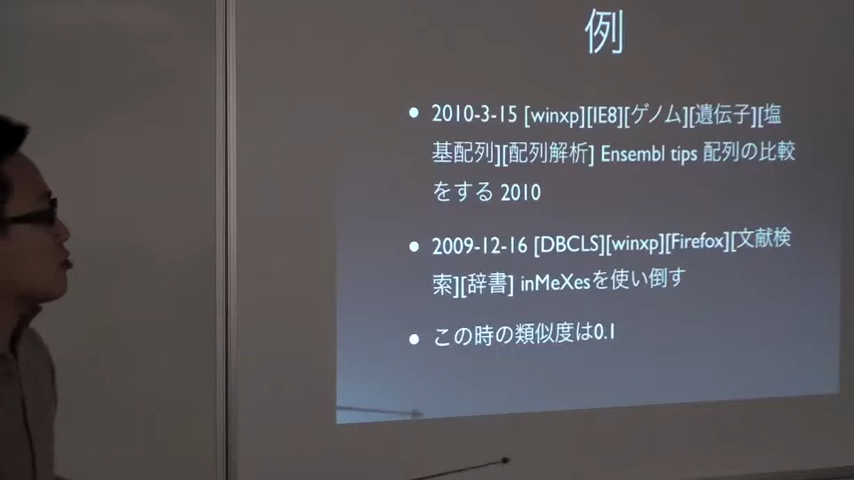 例
• 2010-3-15 [winxp][IE8][ゲノム][遺伝子][塩
基配列][配列解析] Ensembl tips 配列の比較
をする 2010
• 2009-12-16 [DBCLS][winxp][Firefox][文献検
索][辞書] inMeXesを使い倒す
• この時の類似度は0.1